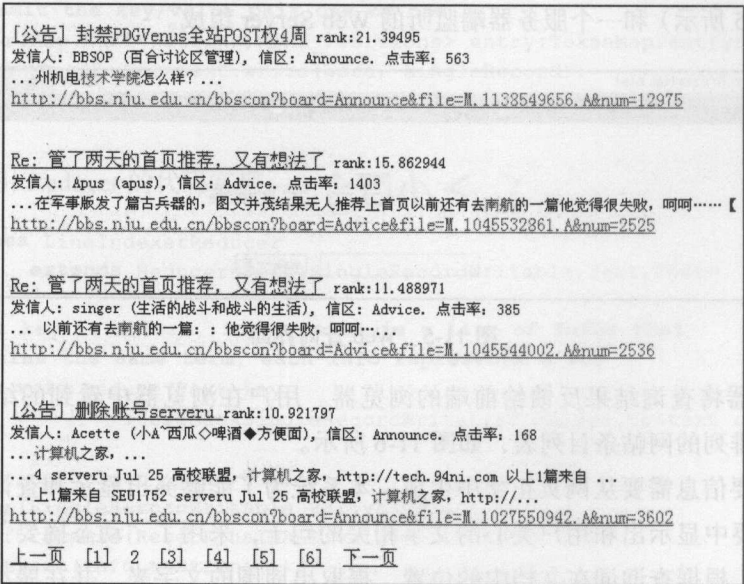 [公告] 封禁PDGVenus全站POST权4周 rank:21.39495
发信人: BBSOP (百合讨论区管理), 信区: Announce. 点击率: 563
...州机电技术学院怎么样?...
http://bbs.nju.edu.cn/bbscon?board=Announce&file=M.1138549656.A&num=12975
Re: 管了两天的首页推荐, 又有想法了 rank:15.862944
发信人: Apus (apus), 信区: Advice. 点击率: 1403
...在军事版发了篇古兵器的, 图文并茂结果无人推荐上首页以前还有去南航的一篇他觉得很失败, 呵呵……【
http://bbs.nju.edu.cn/bbscon?board=Advice&file=M.1045532361.A&num=2525
Re: 管了两天的首页推荐, 又有想法了 rank:11.488971
发信人: singer (生活的战斗和战斗的生活), 信区: Advice. 点击率: 385
... 以前还有去南航的一篇: : 他觉得很失败, 呵呵…...
http://bbs.nju.edu.cn/bbscon?board=Advice&file=M.1045544002.A&num=2536
[公告] 删除账号serveru rank:10.921797
发信人: Acette (小A~西瓜◇啤酒◆方便面), 信区: Announce. 点击率: 168
...计算机之家,...
...4 serveru Jul 25 高校联盟, 计算机之家, http://tech.94ni.com 以上1篇来自 ...
...上1篇来自 SEU1752 serveru Jul 25 高校联盟, 计算机之家, http://...
http://bbs.nju.edu.cn/bbscon?board=Announce&file=M.1027550942.A&num=3602
上一页 [1] 2 [3] [4] [5] [6] 下一页